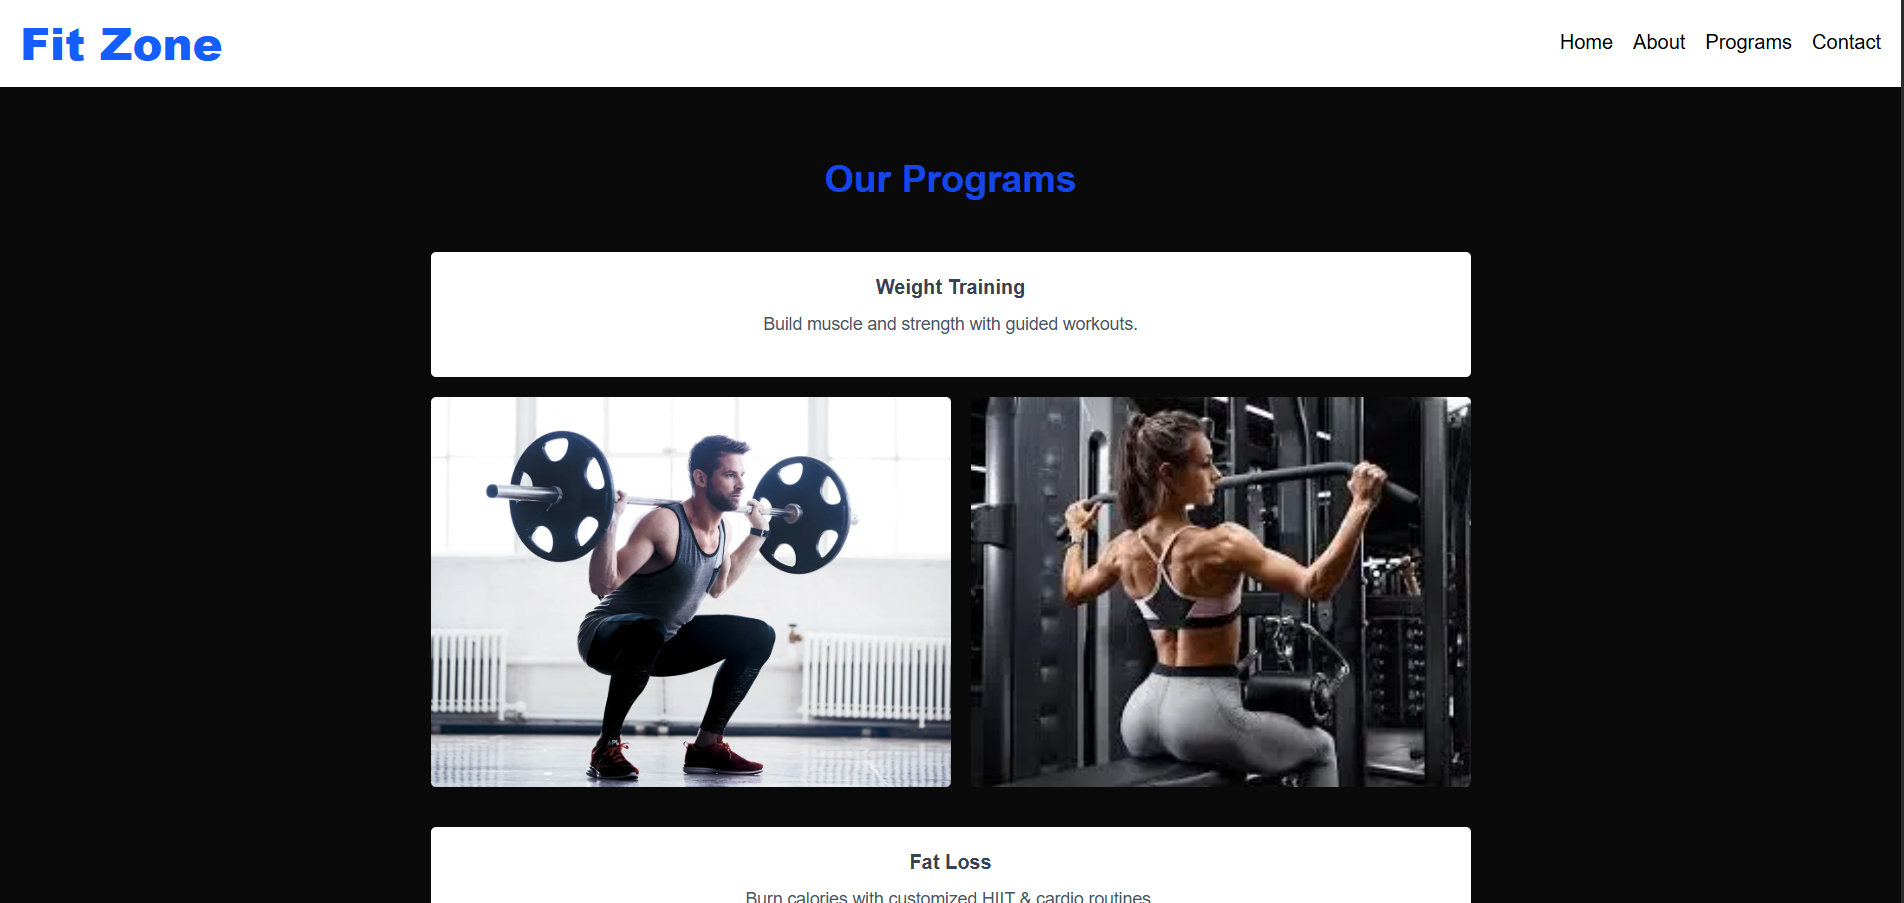 Fit Zone
Home About Programs Contact
Our Programs
Weight Training
Build muscle and strength with guided workouts.
Fat Loss
Burn calories with customized HIIT & cardio routines